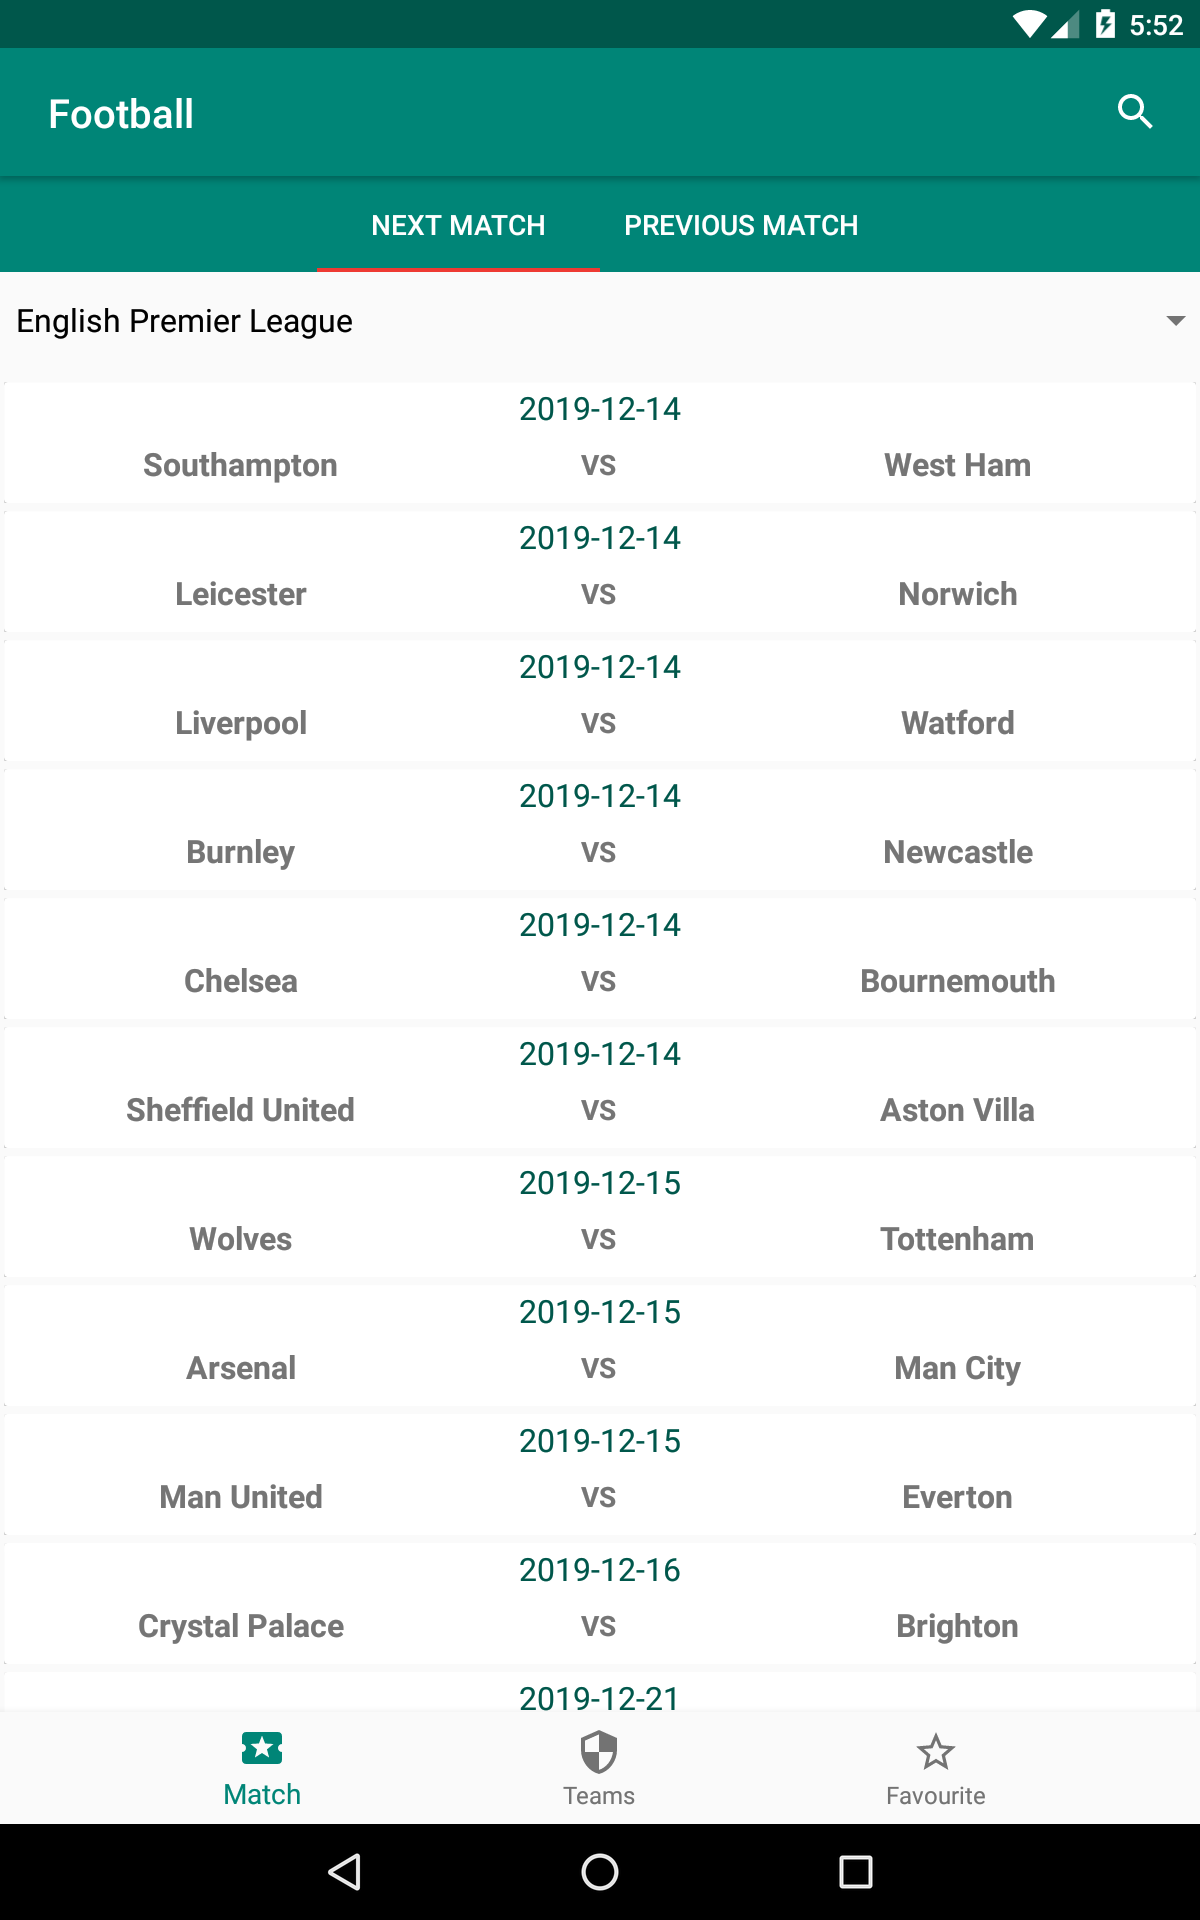 5:52
Football
NEXT MATCH PREVIOUS MATCH
English Premier League
2019-12-14
Southampton VS West Ham
2019-12-14
Leicester VS Norwich
2019-12-14
Liverpool VS Watford
2019-12-14
Burnley VS Newcastle
2019-12-14
Chelsea VS Bournemouth
2019-12-14
Sheffield United VS Aston Villa
2019-12-15
Wolves VS Tottenham
2019-12-15
Arsenal VS Man City
2019-12-15
Man United VS Everton
2019-12-16
Crystal Palace VS Brighton
2019-12-21
Match Teams Favourite